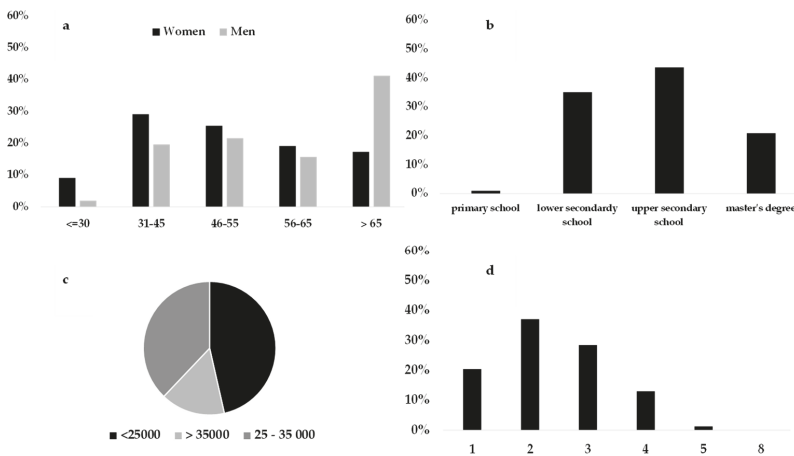 a
Women Men
60%
50%
40%
30%
20%
10%
0%
<=30 31-45 46-55 56-65 > 65
b
60%
50%
40%
30%
20%
10%
0%
primary school lower secondardy school upper secondary school master's degree
c
<25000 > 35000 25 - 35 000
d
60%
50%
40%
30%
20%
10%
0%
1 2 3 4 5 8